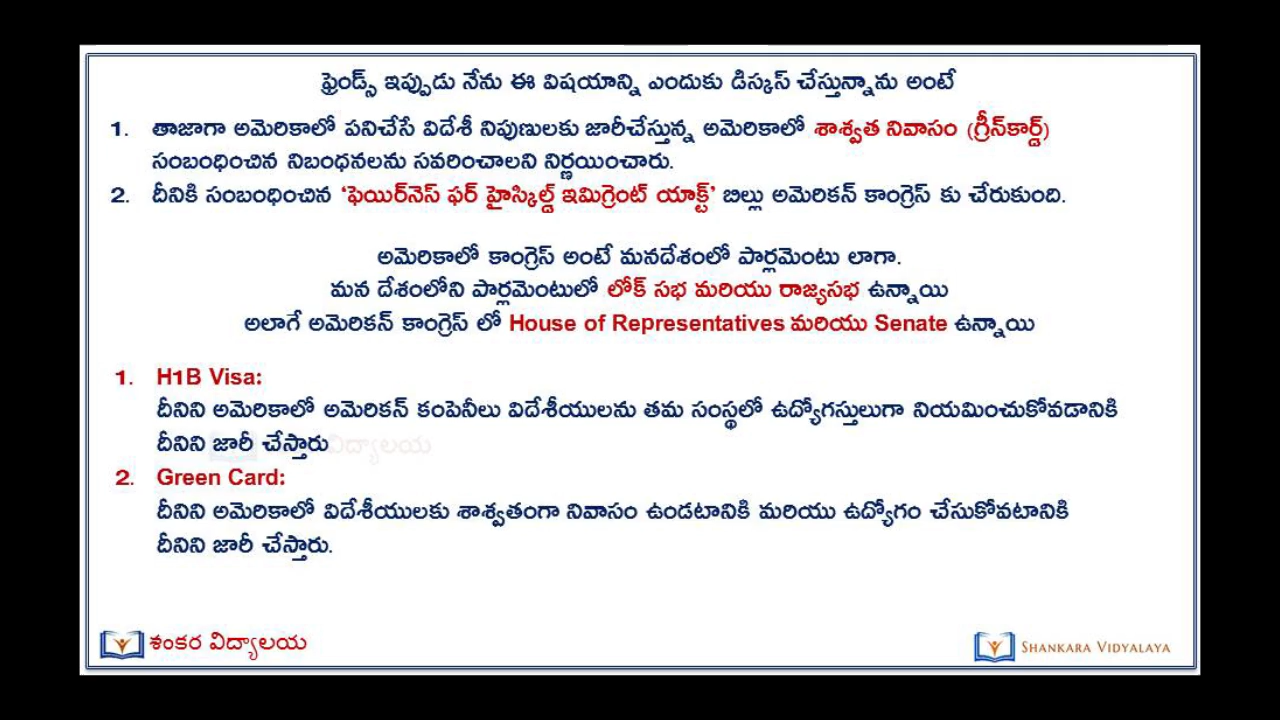 ఫ్రెండ్స్ ఇప్పుడు నేను ఈ విషయాన్ని ఎందుకు డిస్కస్ చేస్తున్నాను అంటే
1. తాజాగా అమెరికాలో పనిచేసే విదేశీ నిపుణులకు జారీచేస్తున్న అమెరికాలో శాశ్వత నివాసం (గ్రీన్‌కార్డ్)
సంబంధించిన నిబంధనలను సవరించాలని నిర్ణయించారు.
2. దీనికి సంబంధించిన ‘ఫెయిర్‌నెస్ ఫర్ హైస్కిల్డ్ ఇమిగ్రెంట్ యాక్ట్’ బిల్లు అమెరికన్ కాంగ్రెస్ కు చేరుకుంది.
అమెరికాలో కాంగ్రెస్ అంటే మనదేశంలో పార్లమెంటు లాగా.
మన దేశంలోని పార్లమెంటులో లోక్ సభ మరియు రాజ్యసభ ఉన్నాయి
అలాగే అమెరికన్ కాంగ్రెస్ లో House of Representatives మరియు Senate ఉన్నాయి
1. H1B Visa:
దీనిని అమెరికాలో అమెరికన్ కంపెనీలు విదేశీయులను తమ సంస్థలో ఉద్యోగస్తులుగా నియమించుకోవడానికి
దీనిని జారీ చేస్తారు
విద్యాలయ
2. Green Card:
దీనిని అమెరికాలో విదేశీయులకు శాశ్వతంగా నివాసం ఉండటానికి మరియు ఉద్యోగం చేసుకోవటానికి
దీనిని జారీ చేస్తారు.
శంకర విద్యాలయ
SHANKARA VIDYALAYA